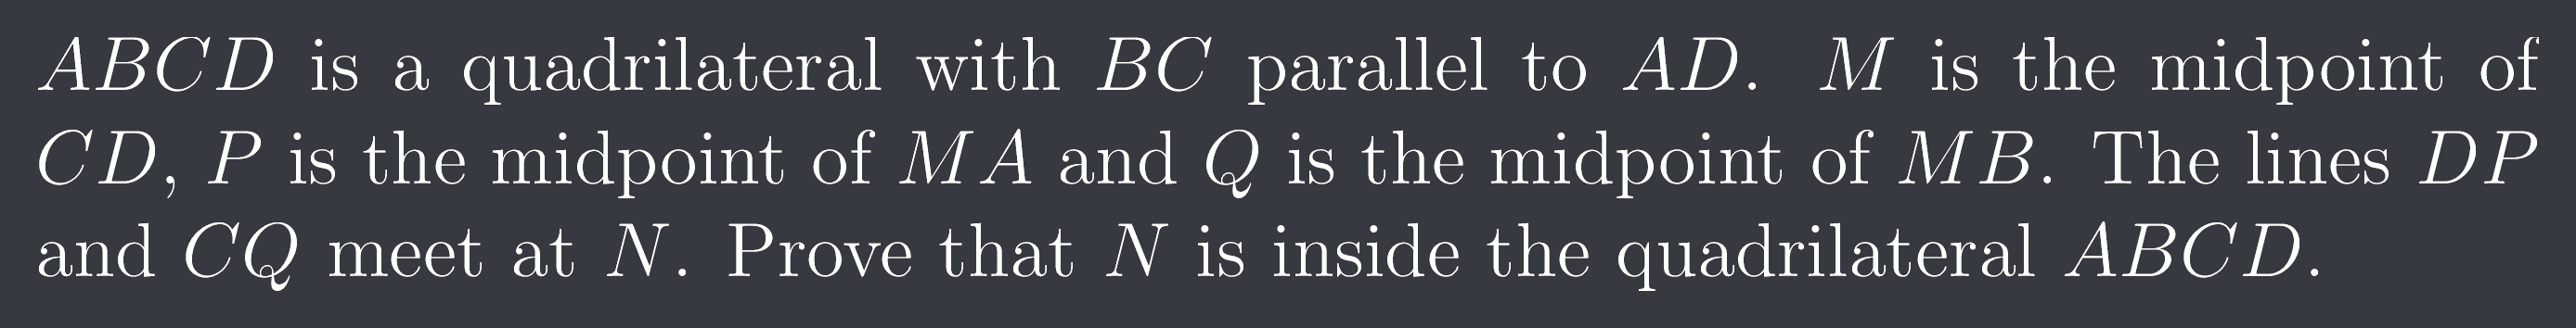 ABCD is a quadrilateral with BC parallel to AD. M is the midpoint of
CD, P is the midpoint of MA and Q is the midpoint of MB. The lines DP
and CQ meet at N. Prove that N is inside the quadrilateral ABCD.